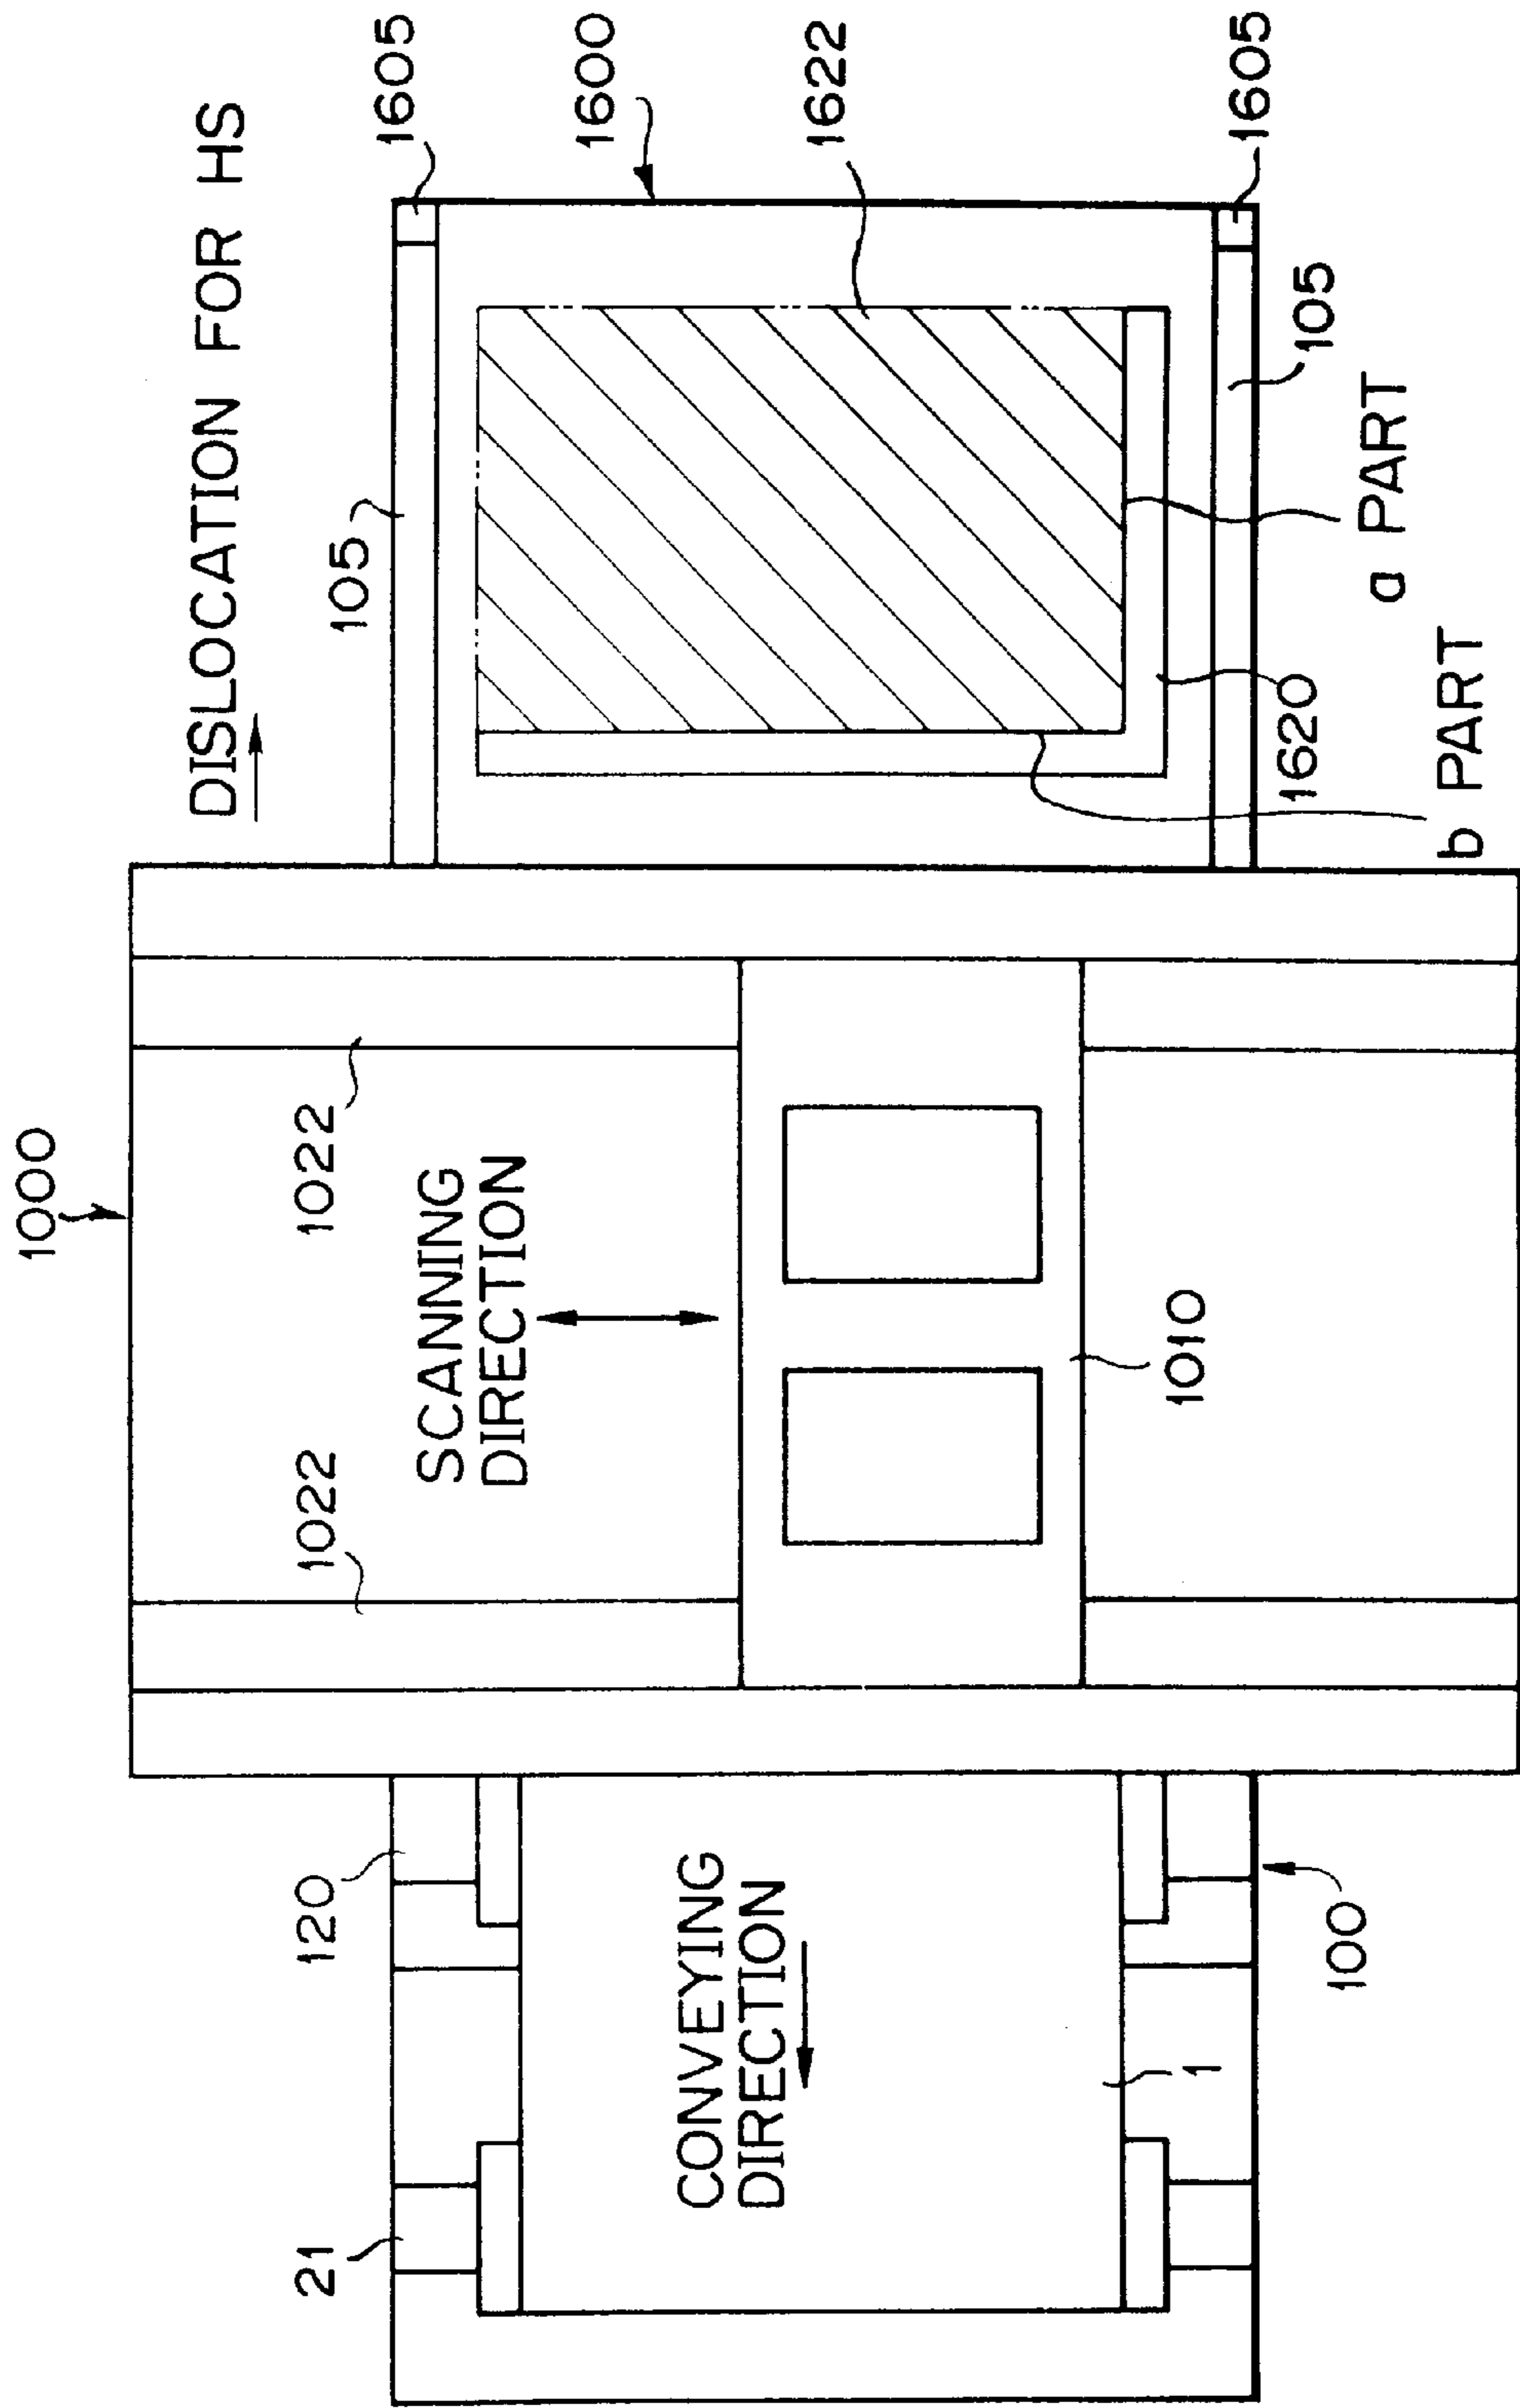 1000
DISLOCATION FOR HS
21
120
1022
1022
105
1605
SCANNING
DIRECTION
1600
CONVEYING
DIRECTION
1622
1010
1
1605
1620
105
100
a PART
b PART